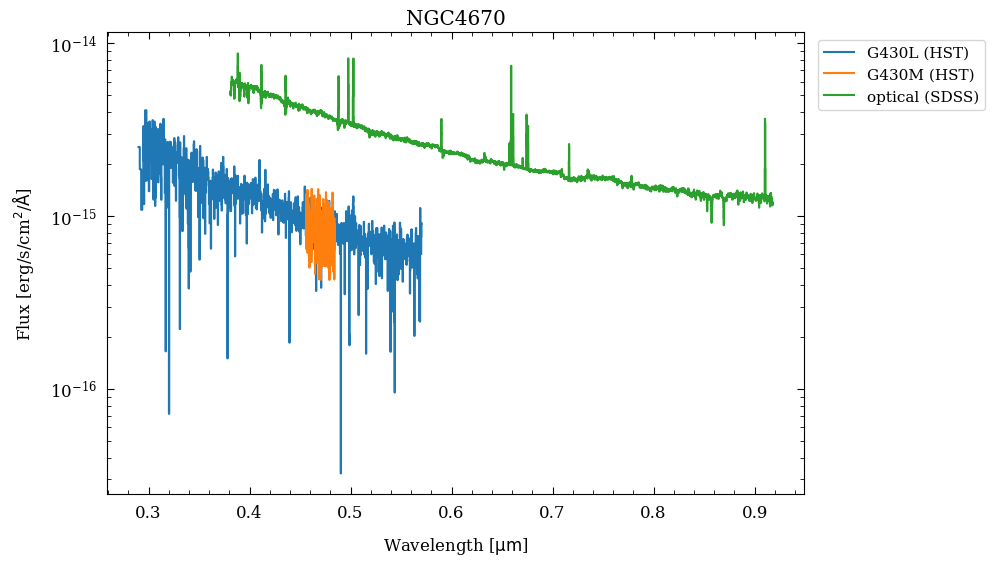 NGC4670
G430L (HST)
G430M (HST)
optical (SDSS)
10⁻¹⁴
10⁻¹⁵
10⁻¹⁶
Flux [erg/s/cm²/Å]
0.3 0.4 0.5 0.6 0.7 0.8 0.9
Wavelength [μm]